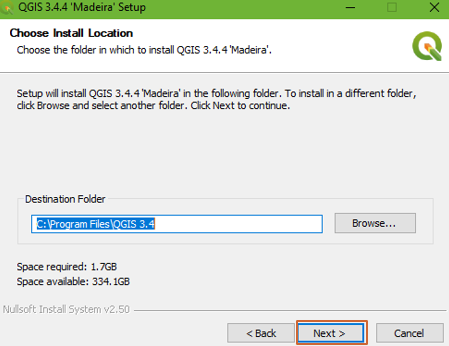 QGIS 3.4.4 'Madeira' Setup
Choose Install Location
Choose the folder in which to install QGIS 3.4.4 'Madeira'.
Setup will install QGIS 3.4.4 'Madeira' in the following folder. To install in a different folder,
click Browse and select another folder. Click Next to continue.
Destination Folder
C:\Program Files\QGIS 3.4
Browse...
Space required: 1.7GB
Space available: 334.1GB
Nullsoft Install System v2.50
< Back
Next >
Cancel